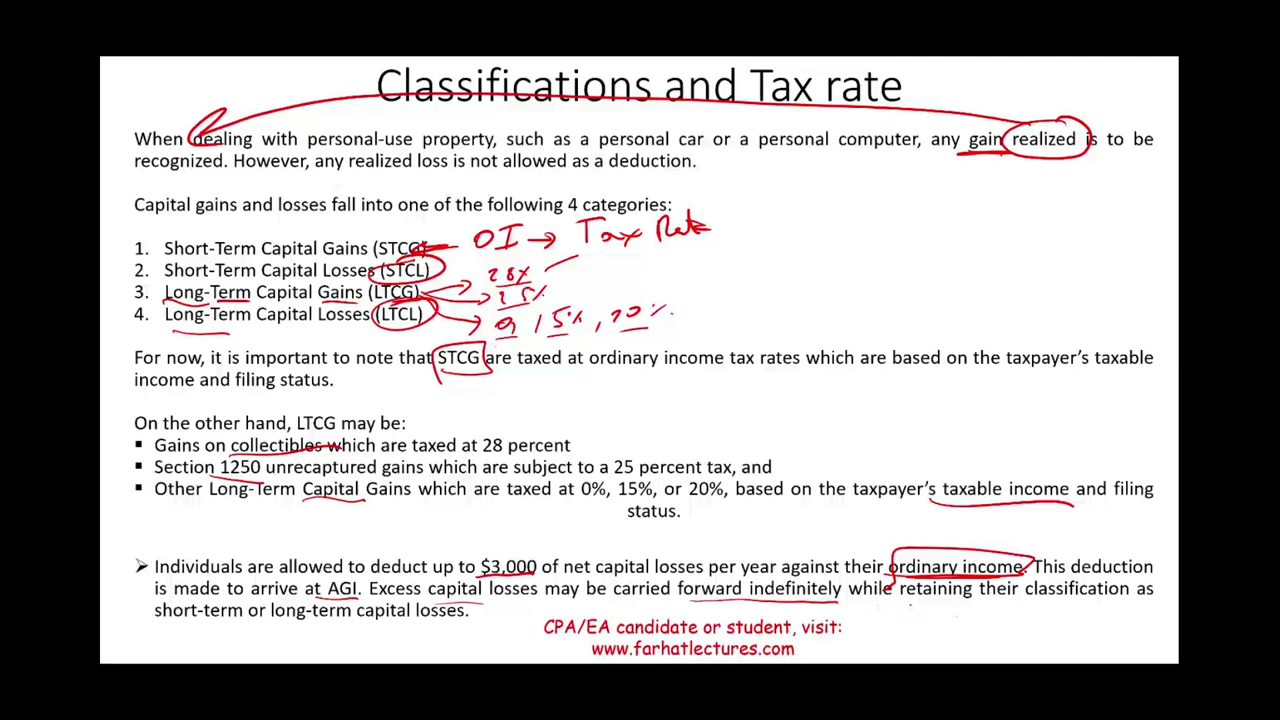 Classifications and Tax rate
When dealing with personal-use property, such as a personal car or a personal computer, any gain realized is to be
recognized. However, any realized loss is not allowed as a deduction.
Capital gains and losses fall into one of the following 4 categories:
1. Short-Term Capital Gains (STCG)
OI → Tax Rate
2. Short-Term Capital Losses (STCL)
28%
3. Long-Term Capital Gains (LTCG)
25%
4. Long-Term Capital Losses (LTCL)
0, 15%, 20%
For now, it is important to note that STCG are taxed at ordinary income tax rates which are based on the taxpayer’s taxable
income and filing status.
On the other hand, LTCG may be:
▪ Gains on collectibles which are taxed at 28 percent
▪ Section 1250 unrecaptured gains which are subject to a 25 percent tax, and
▪ Other Long-Term Capital Gains which are taxed at 0%, 15%, or 20%, based on the taxpayer’s taxable income and filing
status.
➢ Individuals are allowed to deduct up to $3,000 of net capital losses per year against their ordinary income. This deduction
is made to arrive at AGI. Excess capital losses may be carried forward indefinitely while retaining their classification as
short-term or long-term capital losses.
CPA/EA candidate or student, visit:
www.farhatlectures.com